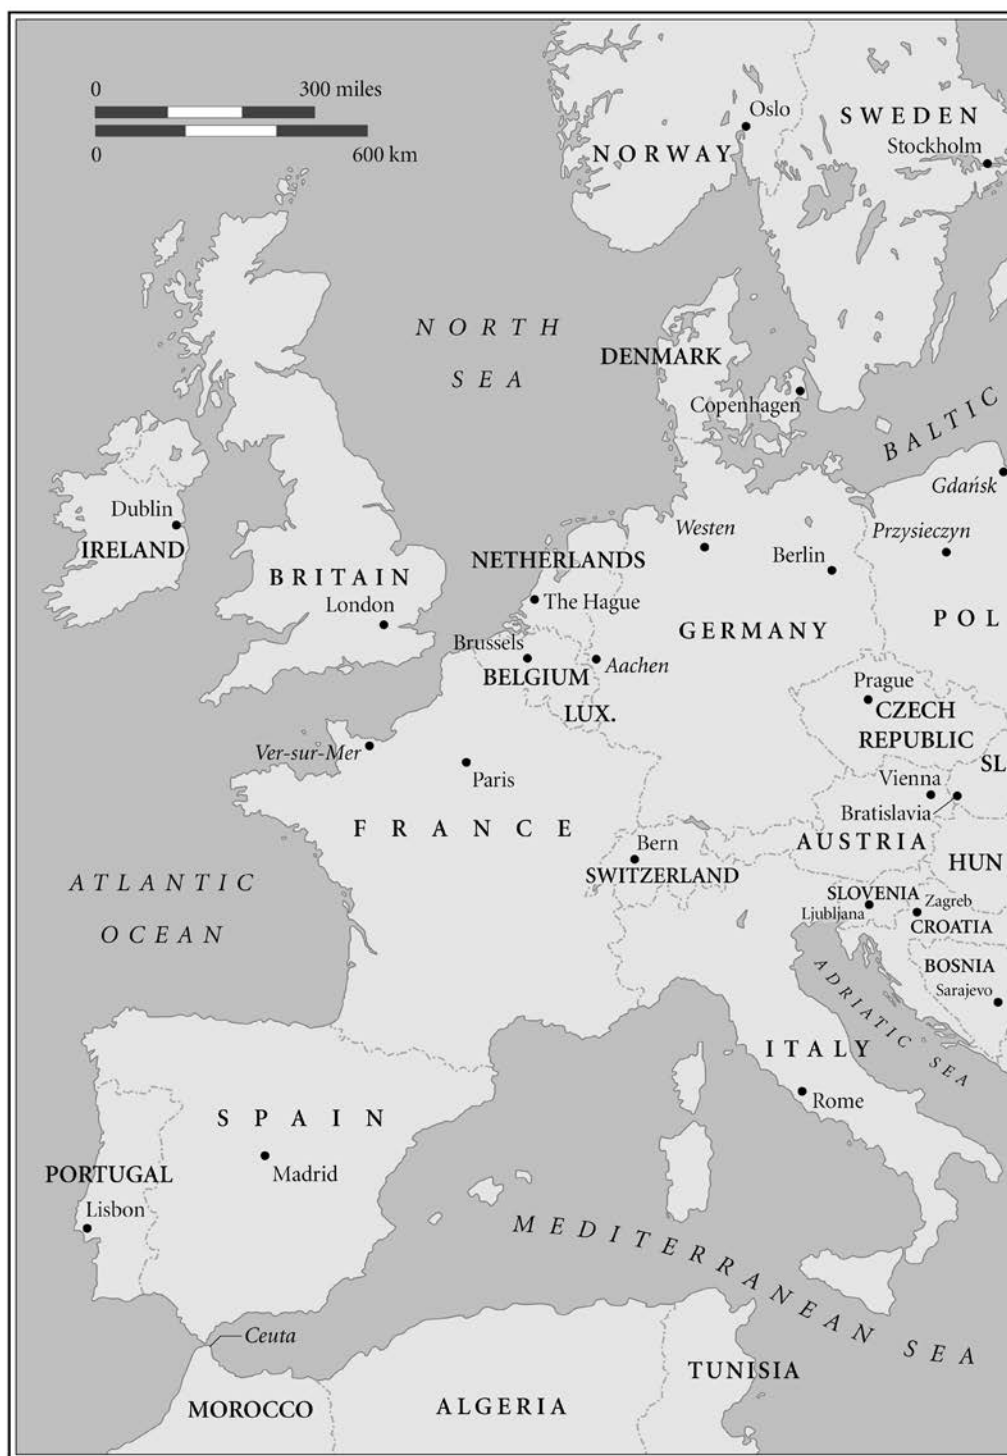 0 300 miles
0 600 km
Oslo
SWEDEN
Stockholm
NORWAY
NORTH
SEA
DENMARK
Copenhagen
BALTIC
Gdańsk
Dublin
IRELAND
Westen
Przysieczyn
NETHERLANDS
Berlin
BRITAIN
London
The Hague
GERMANY
POL
Brussels
BELGIUM
Aachen
LUX.
Prague
CZECH
REPUBLIC
Ver-sur-Mer
Paris
SL
Vienna
Bratislavia
FRANCE
AUSTRIA
Bern
SWITZERLAND
HUN
ATLANTIC
OCEAN
SLOVENIA
Ljubljana
Zagreb
CROATIA
BOSNIA
Sarajevo
ADRIATIC SEA
ITALY
Rome
SPAIN
Madrid
PORTUGAL
Lisbon
MEDITERRANEAN SEA
Ceuta
TUNISIA
MOROCCO
ALGERIA